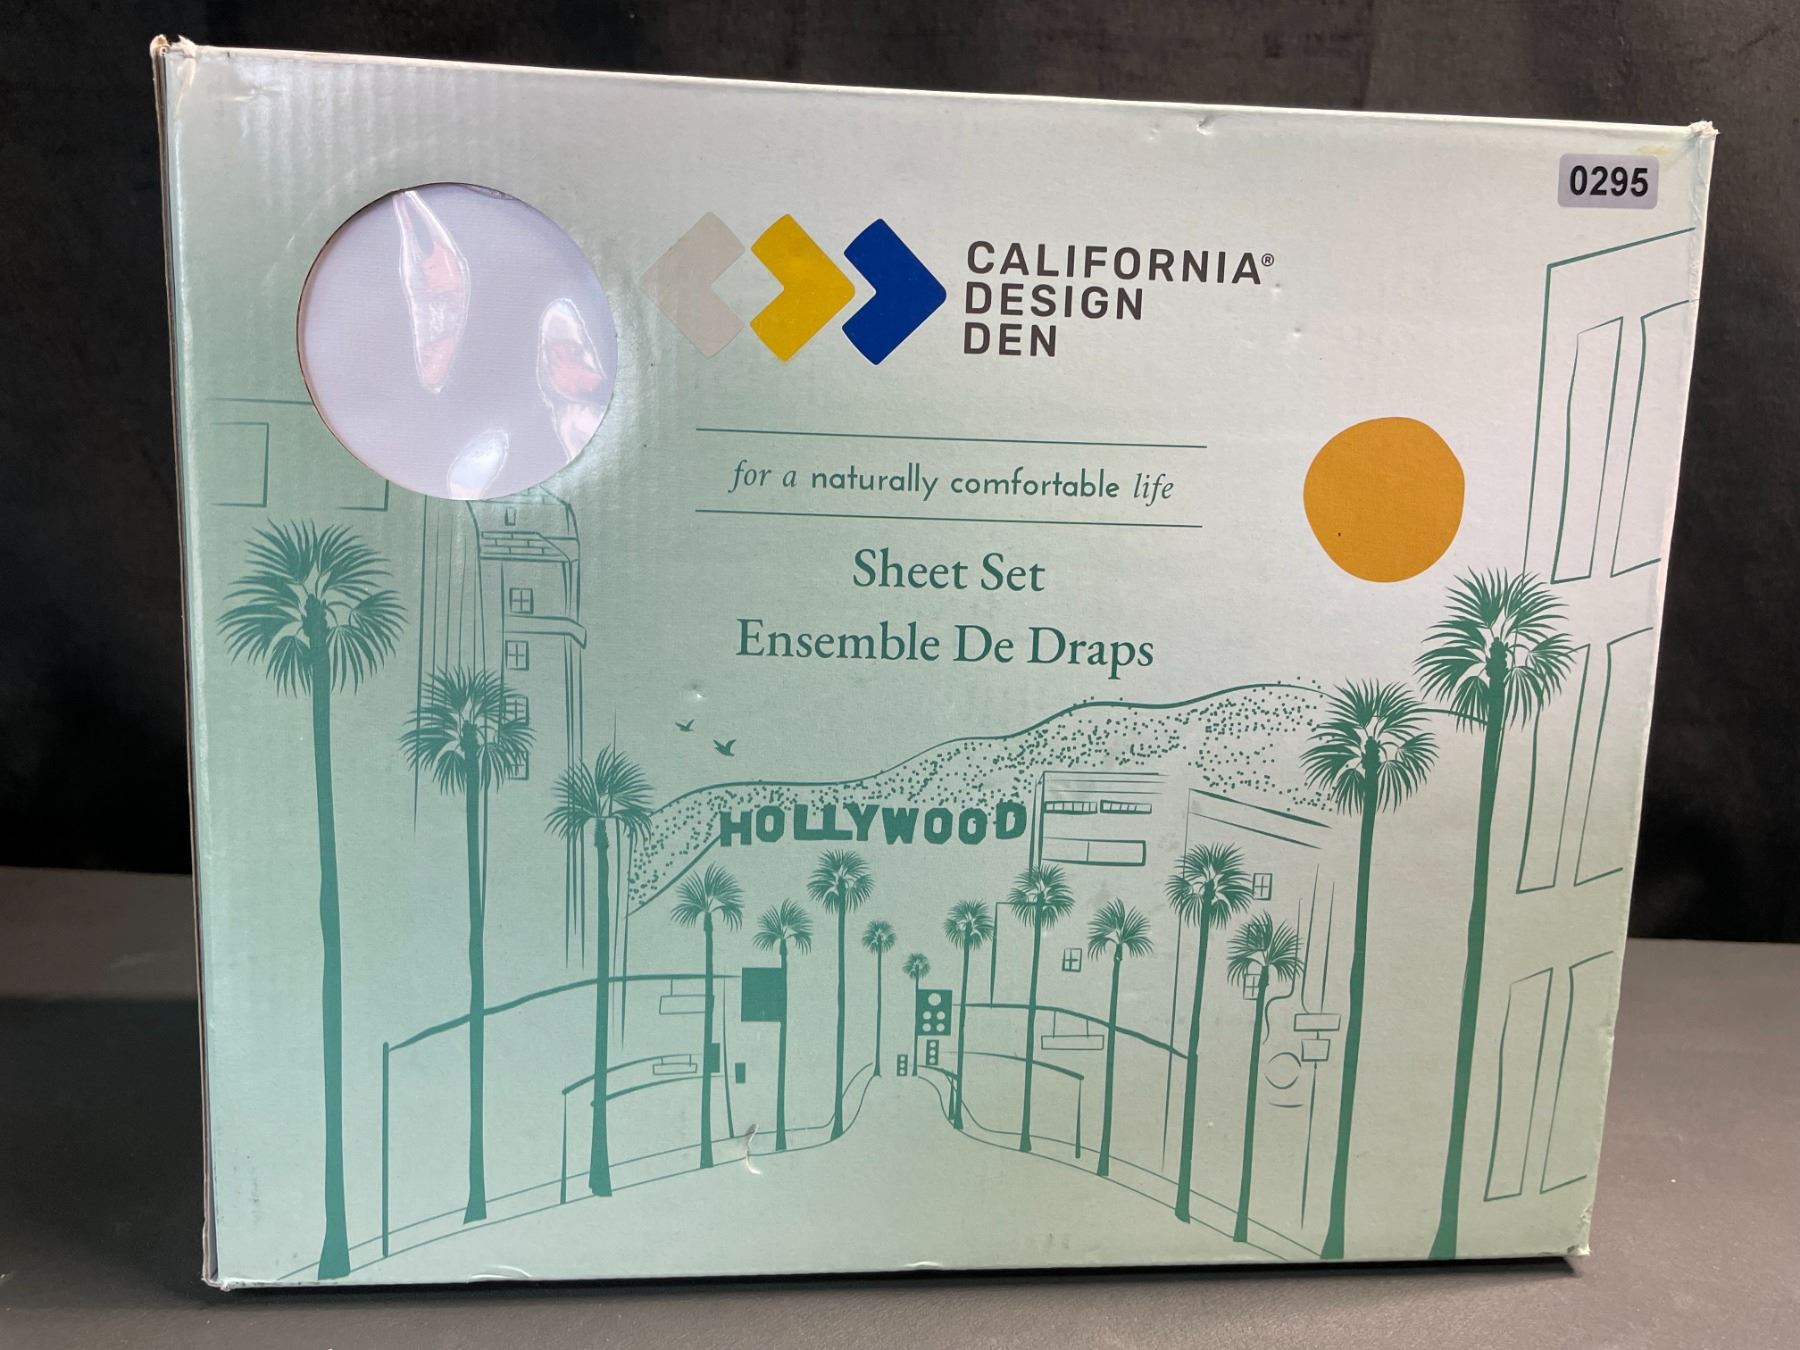 0295
CALIFORNIA®
DESIGN
DEN
for a naturally comfortable life
Sheet Set
Ensemble De Draps
HOLLYWOOD